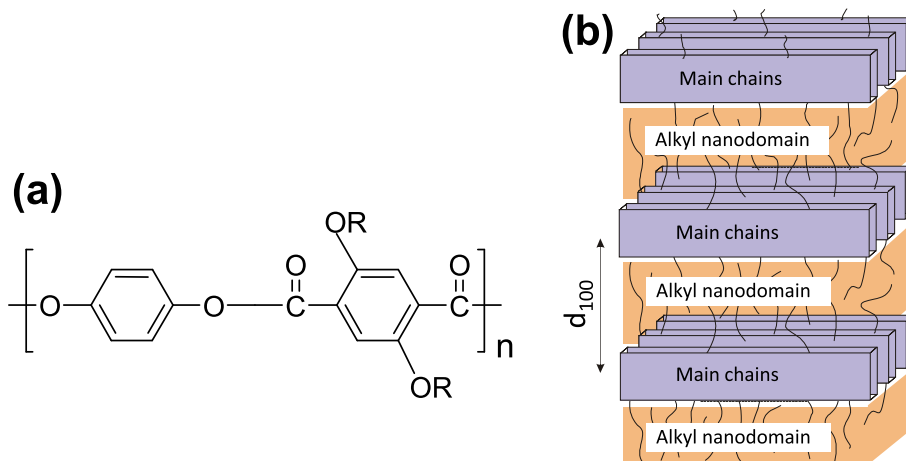 (a)
OR
O
O
O
O
C
C
n
OR
(b)
Main chains
Alkyl nanodomain
Main chains
d100
Alkyl nanodomain
Main chains
Alkyl nanodomain